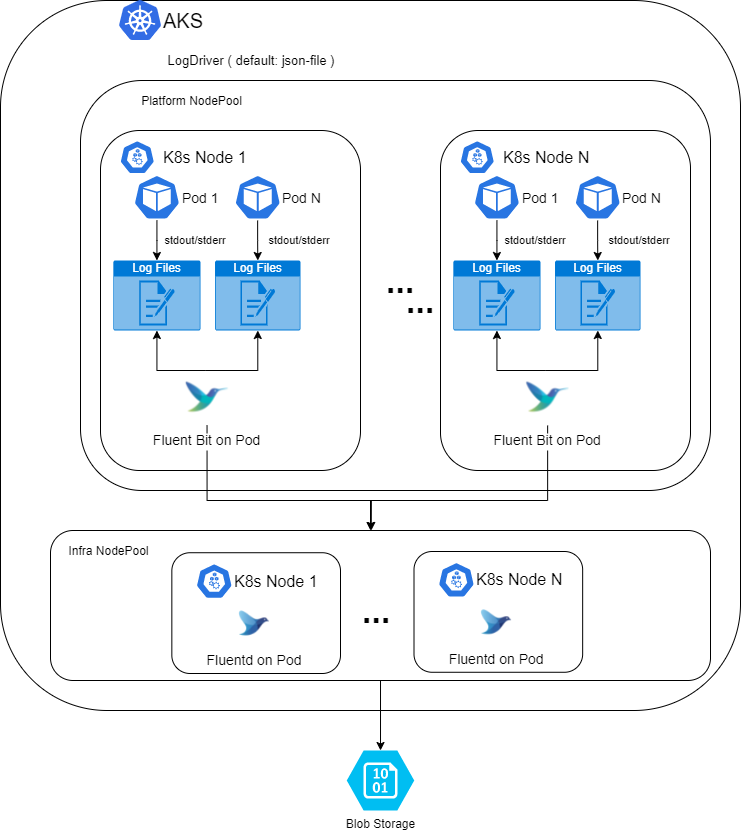 AKS
LogDriver ( default: json-file )
Platform NodePool
K8s Node 1
K8s Node N
Pod 1
Pod N
Pod 1
Pod N
stdout/stderr
stdout/stderr
stdout/stderr
stdout/stderr
Log Files
Log Files
Log Files
Log Files
...
...
Fluent Bit on Pod
Fluent Bit on Pod
Infra NodePool
K8s Node 1
K8s Node N
...
Fluentd on Pod
Fluentd on Pod
10
01
Blob Storage